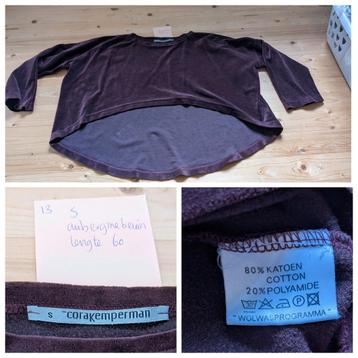 13 S
aubergine bruin
lengte 60
S corakemperman
80% KATOEN
COTTON
20% POLYAMIDE
"WOLWASPROGRAMMA"